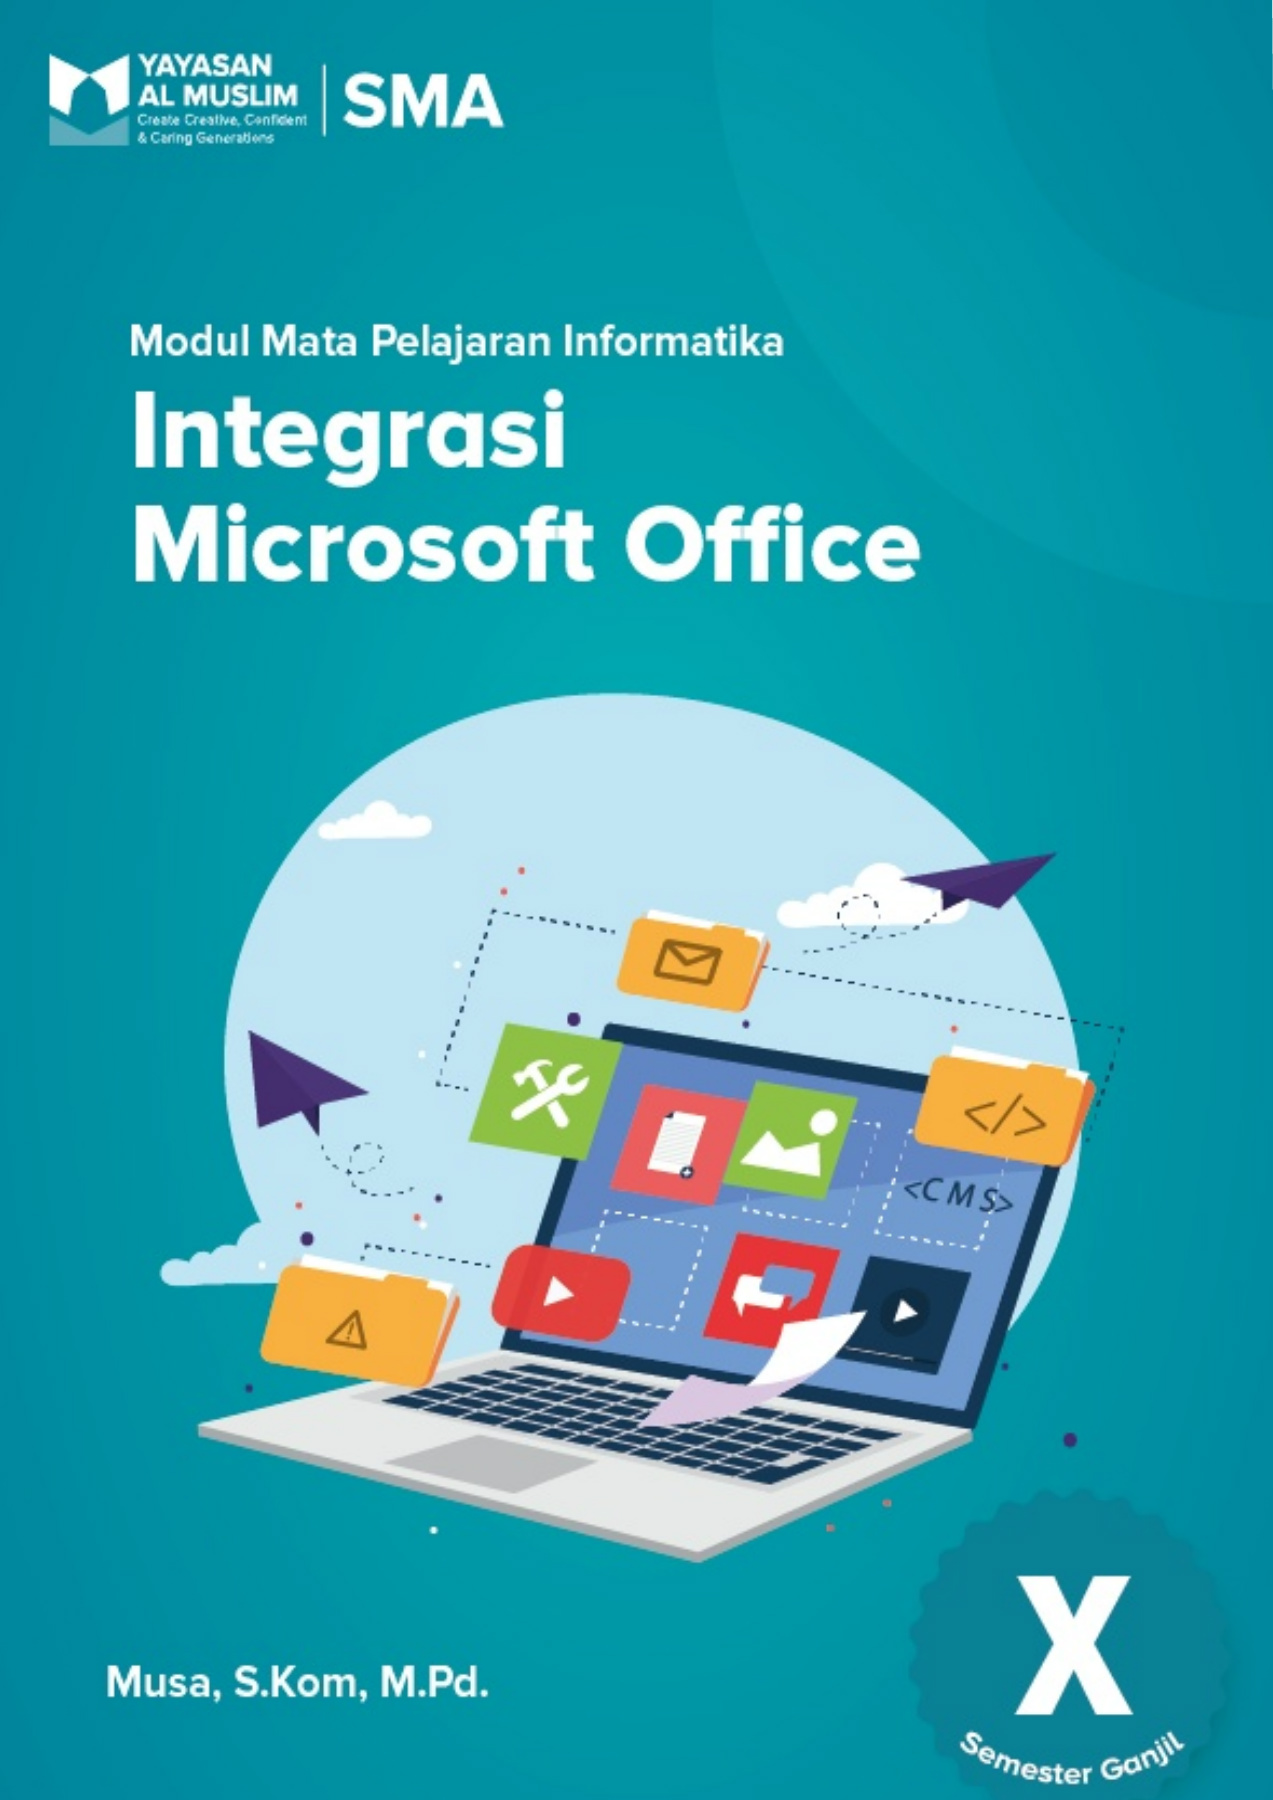 YAYASAN
AL MUSLIM
Create Creative, Confident
& Caring Generations
SMA
Modul Mata Pelajaran Informatika
Integrasi
Microsoft Office
</>
<CMS>
Musa, S.Kom, M.Pd.
X
Semester Ganjil